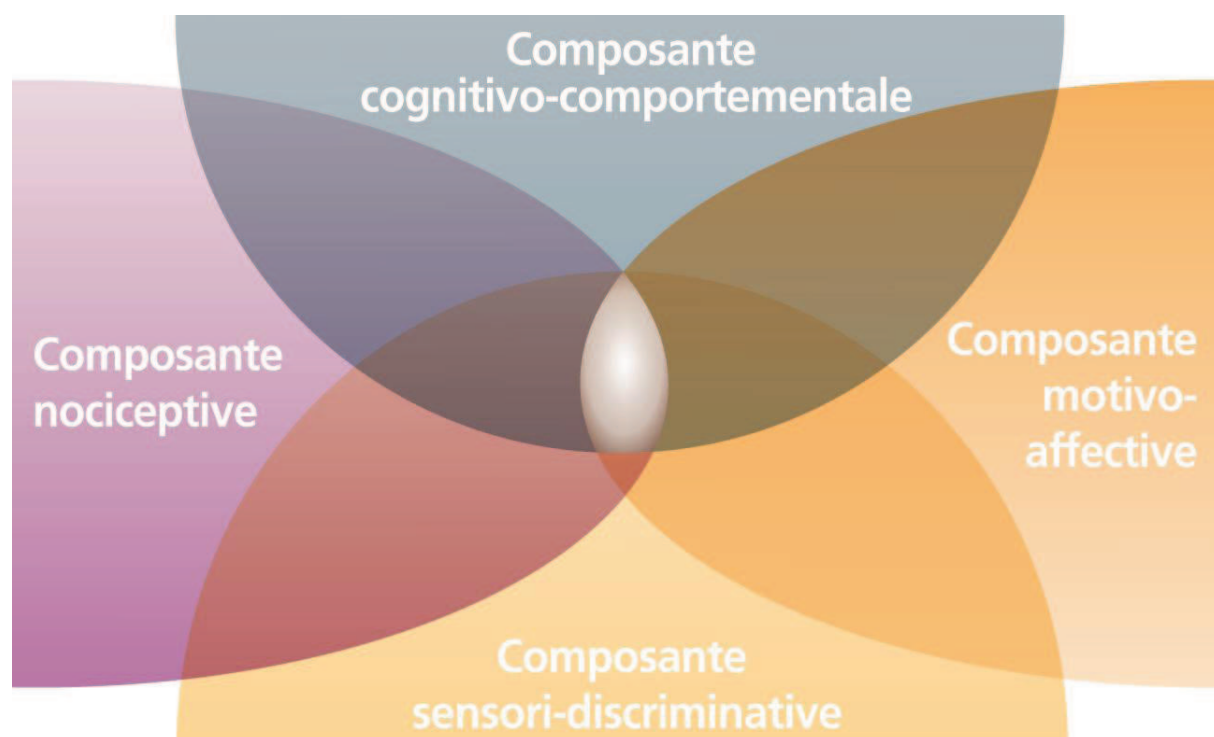 Composante
cognitivo-comportementale
Composante
nociceptive
Composante
motivo-
affective
Composante
sensori-discriminative